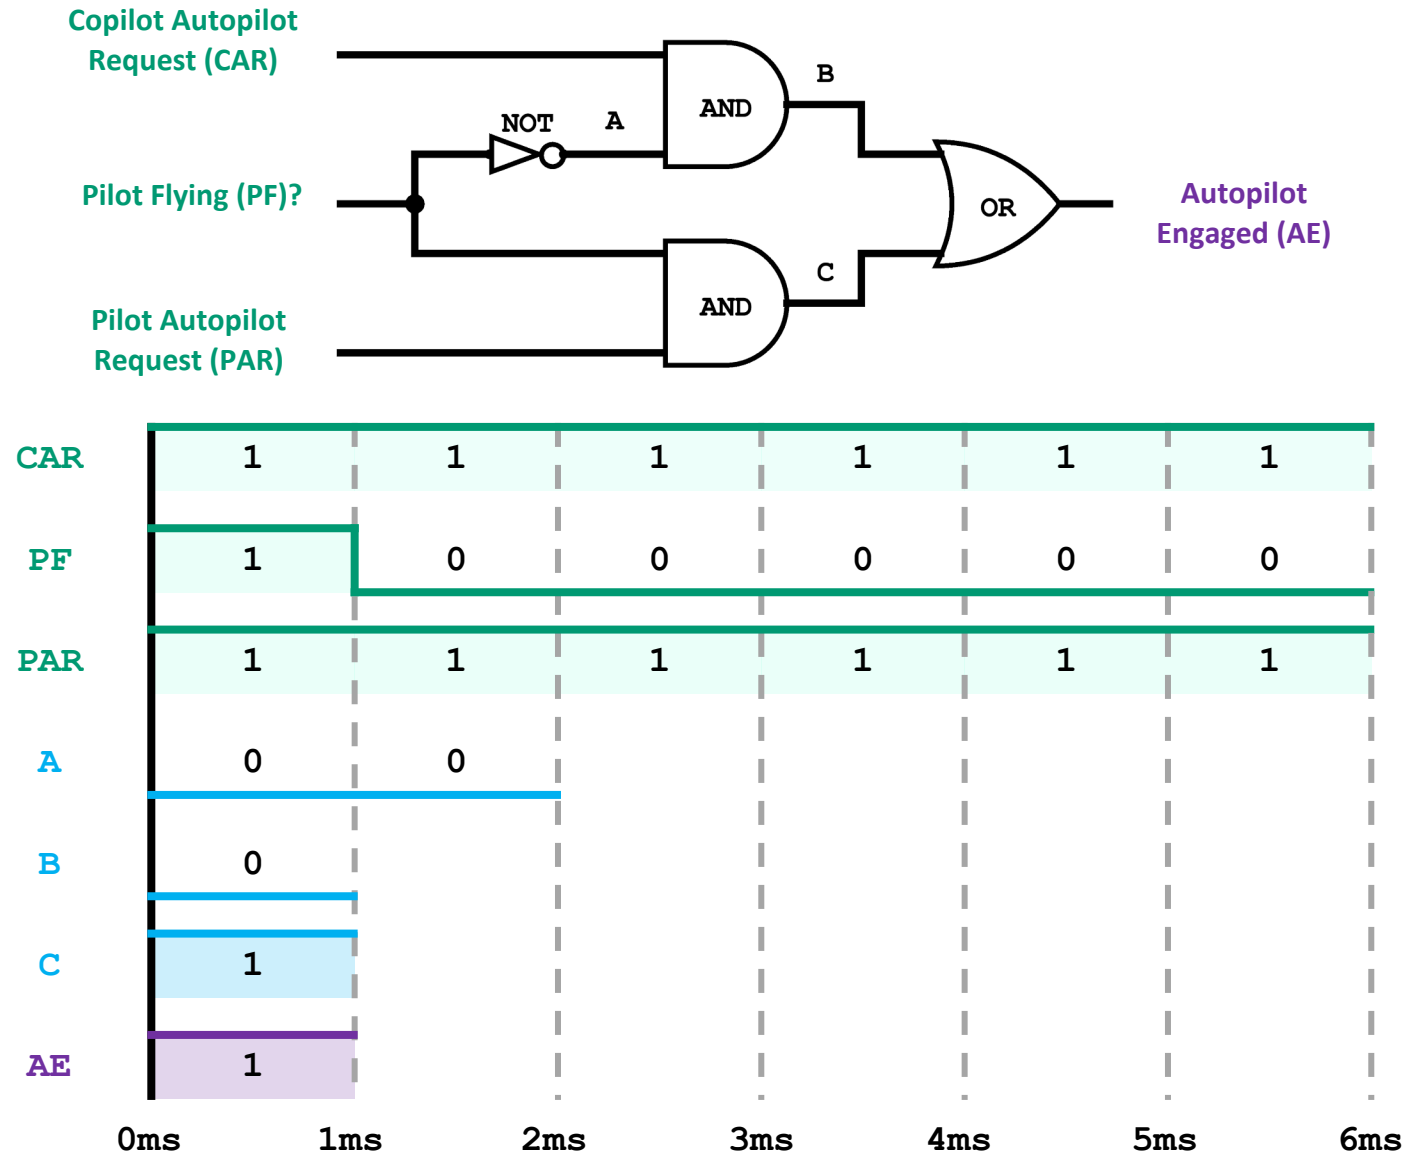 Copilot Autopilot
Request (CAR)
B
AND
NOT
A
Pilot Flying (PF)?
OR
Autopilot
Engaged (AE)
C
AND
Pilot Autopilot
Request (PAR)
CAR 1 1 1 1 1 1
PF 1 0 0 0 0 0
PAR 1 1 1 1 1 1
A 0 0
B 0
C 1
AE 1
0ms 1ms 2ms 3ms 4ms 5ms 6ms